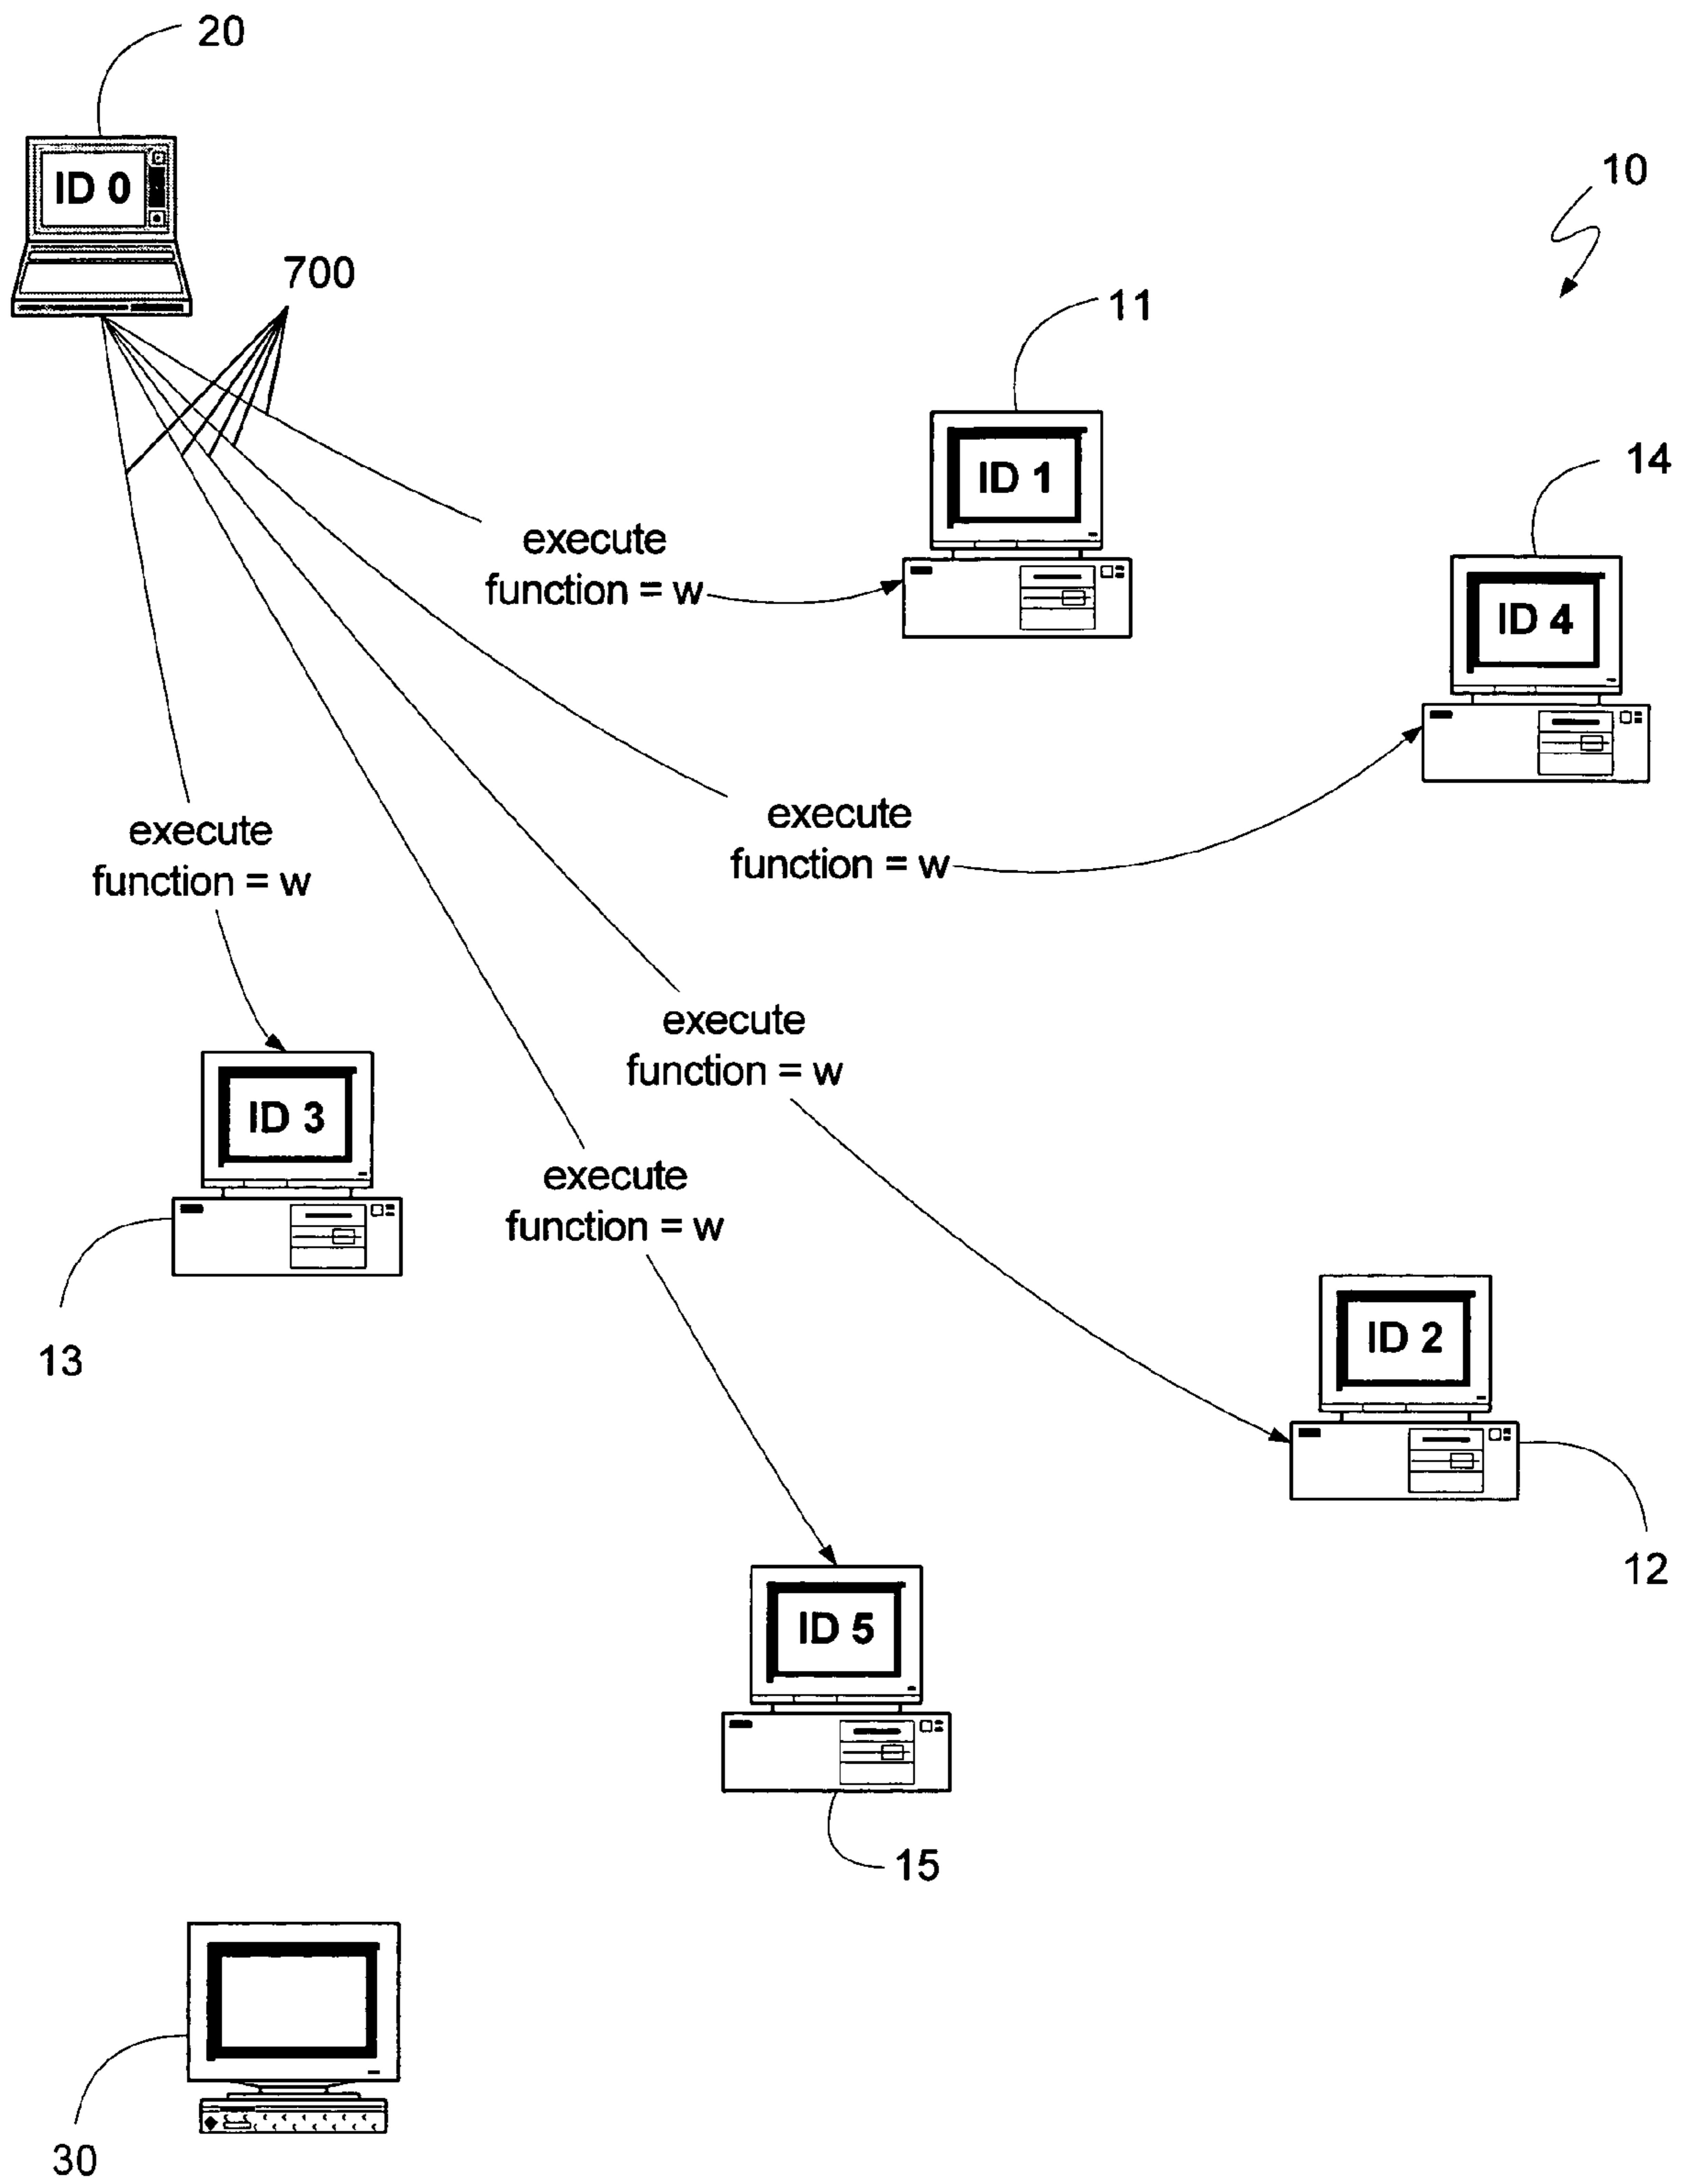 20
ID 0
10
700
11
ID 1
14
execute
function = w
ID 4
execute
function = w
execute
function = w
execute
function = w
ID 3
execute
function = w
13
ID 2
12
ID 5
15
30